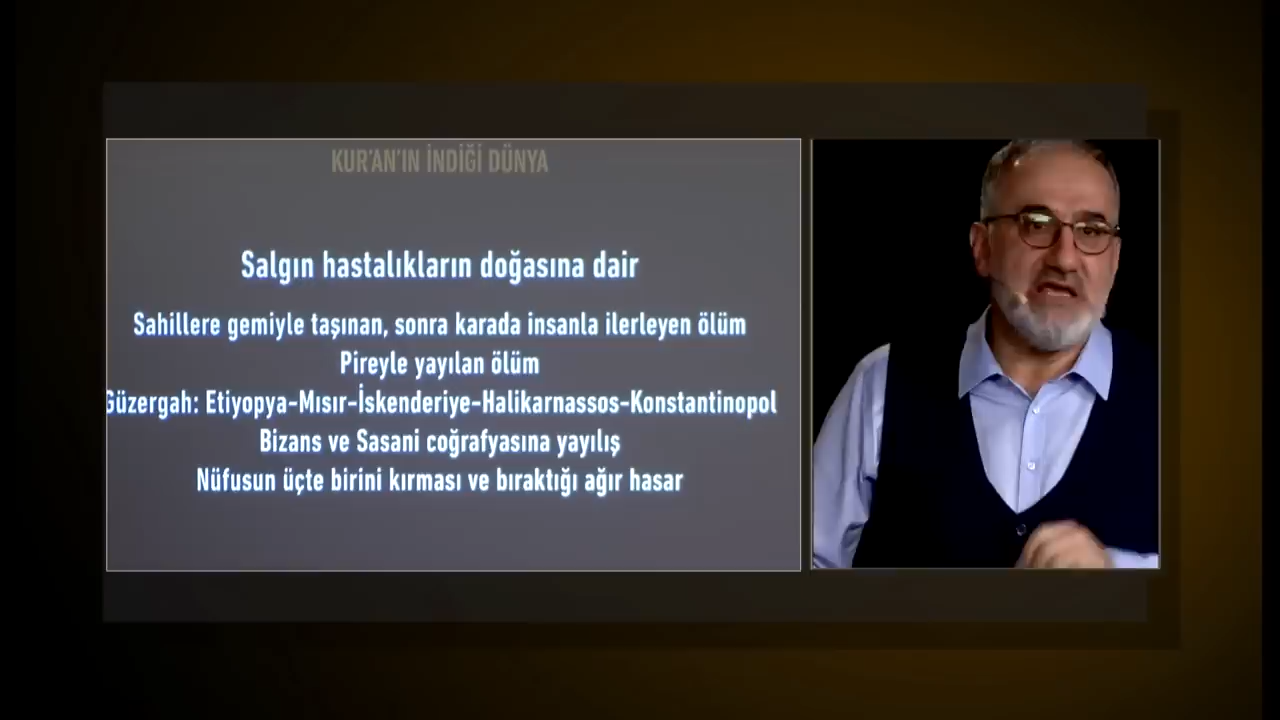 KUR'AN'IN İNDİĞİ DÜNYA
Salgın hastalıkların doğasına dair
Sahillere gemiyle taşınan, sonra karada insanla ilerleyen ölüm
Pireyle yayılan ölüm
Güzergah: Etiyopya-Mısır-İskenderiye-Halikarnassos-Konstantinopol
Bizans ve Sasani coğrafyasına yayılış
Nüfusun üçte birini kırması ve bıraktığı ağır hasar